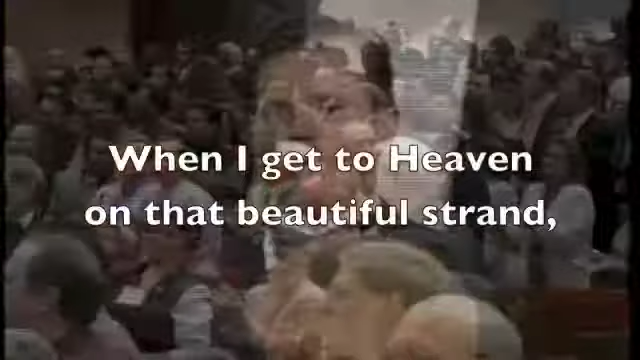 When I get to Heaven
on that beautiful strand,